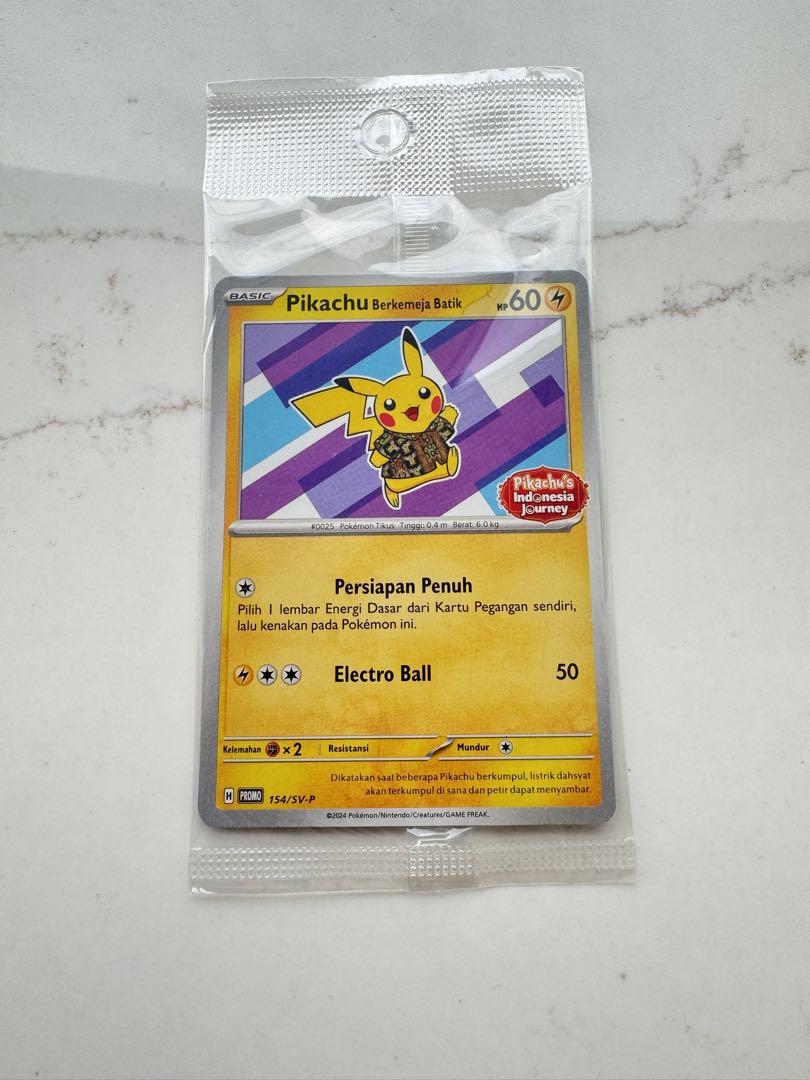 BASIC Pikachu Berkemeja Batik HP 60
Pikachu's
Indonesia
Journey
#0025 Pokémon Tikus Tinggi: 0.4 m Berat: 6.0 kg
Persiapan Penuh
Pilih 1 lembar Energi Dasar dari Kartu Pegangan sendiri,
lalu kenakan pada Pokémon ini.
Electro Ball 50
Kelemahan ×2 Resistansi Mundur
Dikatakan saat beberapa Pikachu berkumpul, listrik dahsyat
akan terkumpul di sana dan petir dapat menyambar.
H PROMO 154/SV-P
©2024 Pokémon/Nintendo/Creatures/GAME FREAK.